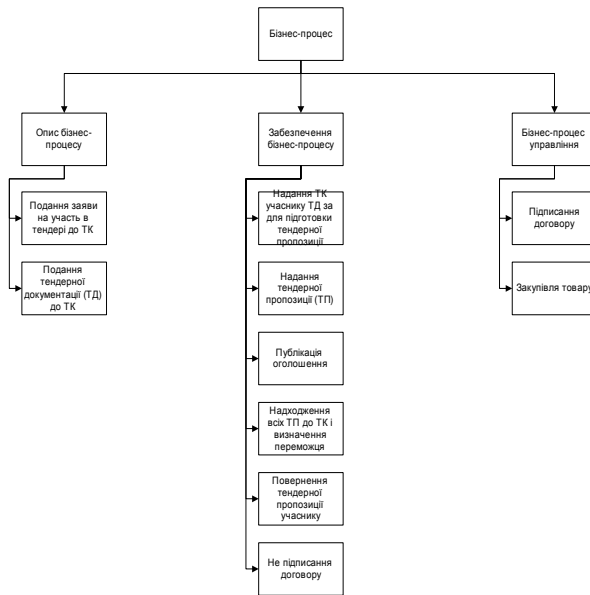 Бізнес-процес
Опис бізнес-
процесу
Подання заяви
на участь в
тендері до ТК
Подання
тендерної
документації (ТД)
до ТК
Забезпечення
бізнес-процесу
Надання ТК
учаснику ТД за
для підготовки
тендерної
пропозиції
Надання
тендерної
пропозиції (ТП)
Публікація
оголошення
Надходження
всіх ТП до ТК і
визначення
переможця
Повернення
тендерної
пропозиції
учаснику
Не підписання
договору
Бізнес-процес
управління
Підписання
договору
Закупівля товару